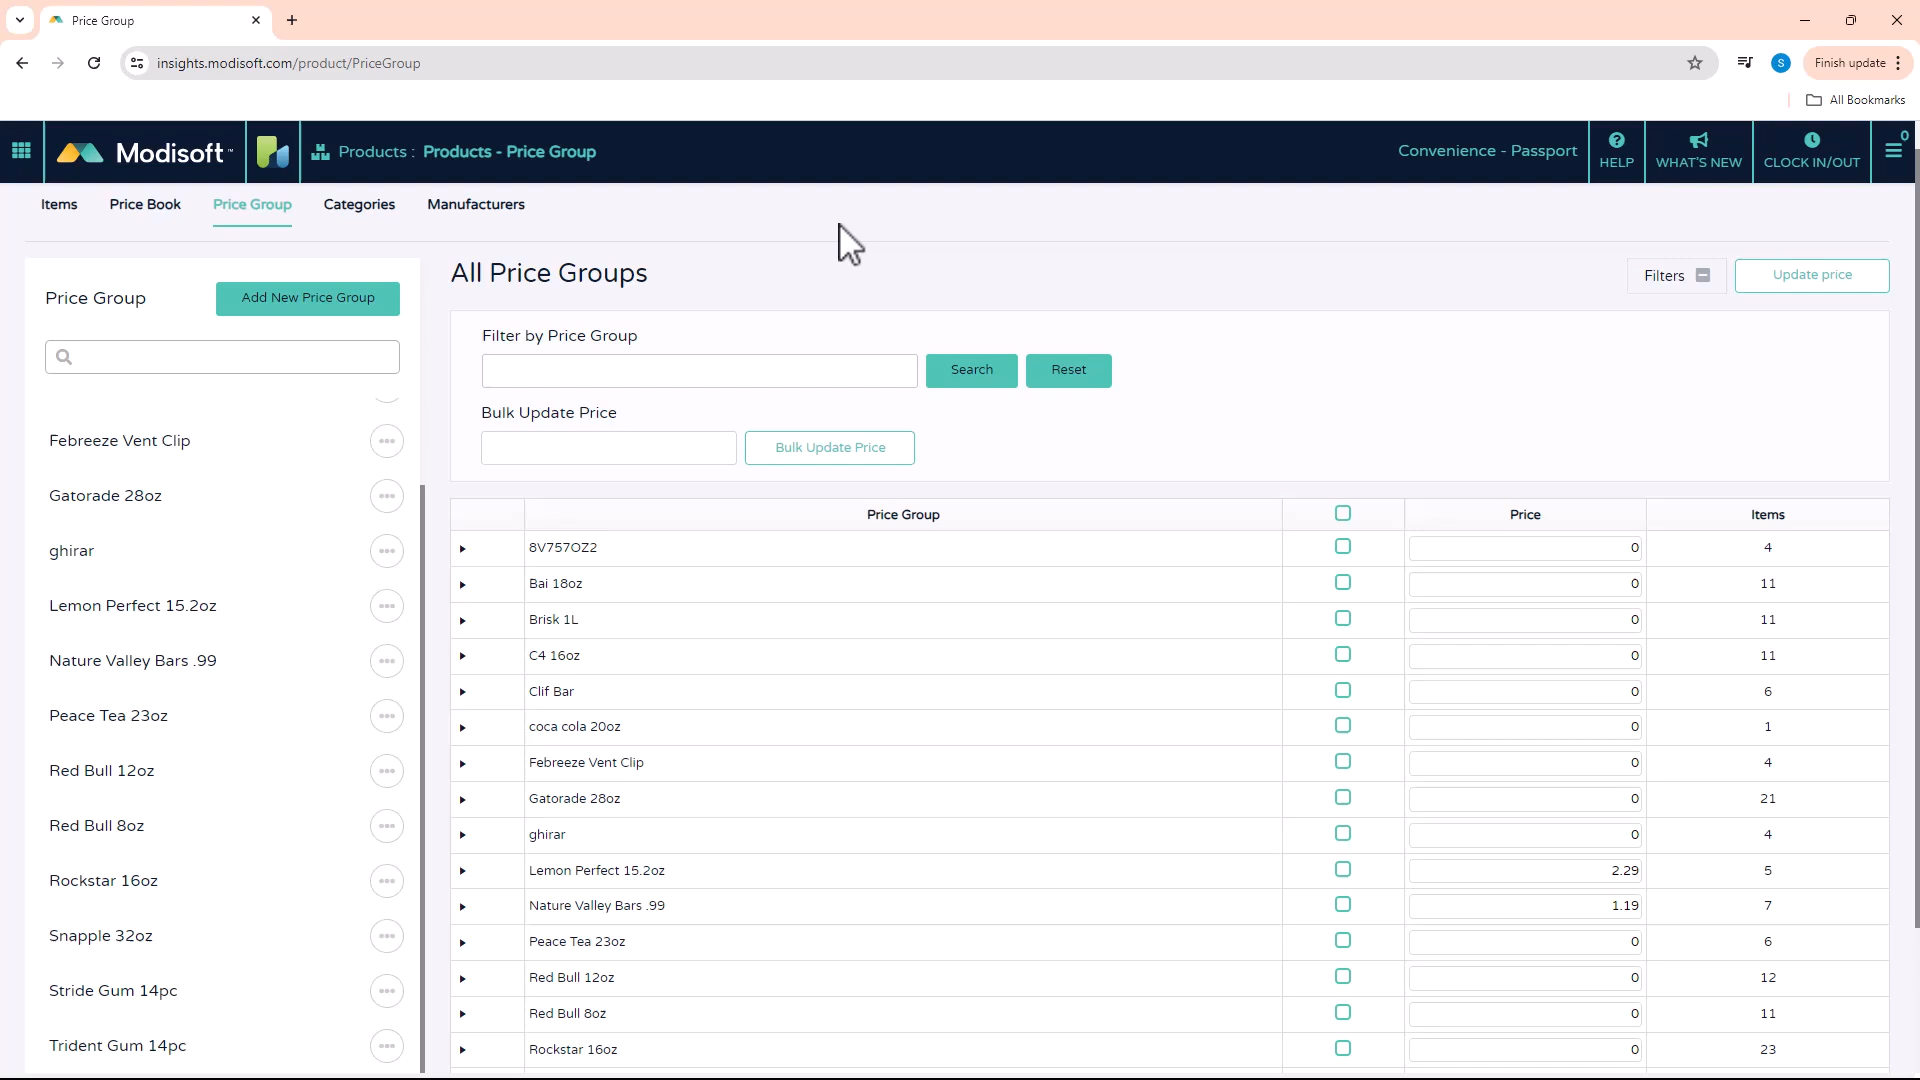 Price Group
insights.modisoft.com/product/PriceGroup
S
Finish update
All Bookmarks
Modisoft™
Products : Products - Price Group
Convenience - Passport
HELP
WHAT'S NEW
CLOCK IN/OUT
0
Items
Price Book
Price Group
Categories
Manufacturers
Price Group
Add New Price Group
Febreeze Vent Clip
Gatorade 28oz
ghirar
Lemon Perfect 15.2oz
Nature Valley Bars .99
Peace Tea 23oz
Red Bull 12oz
Red Bull 8oz
Rockstar 16oz
Snapple 32oz
Stride Gum 14pc
Trident Gum 14pc
All Price Groups
Filters
Update price
Filter by Price Group
Search
Reset
Bulk Update Price
Bulk Update Price
Price Group Price Items
8V757OZ2 0 4
Bai 18oz 0 11
Brisk 1L 0 11
C4 16oz 0 11
Clif Bar 0 6
coca cola 20oz 0 1
Febreeze Vent Clip 0 4
Gatorade 28oz 0 21
ghirar 0 4
Lemon Perfect 15.2oz 2.29 5
Nature Valley Bars .99 1.19 7
Peace Tea 23oz 0 6
Red Bull 12oz 0 12
Red Bull 8oz 0 11
Rockstar 16oz 0 23